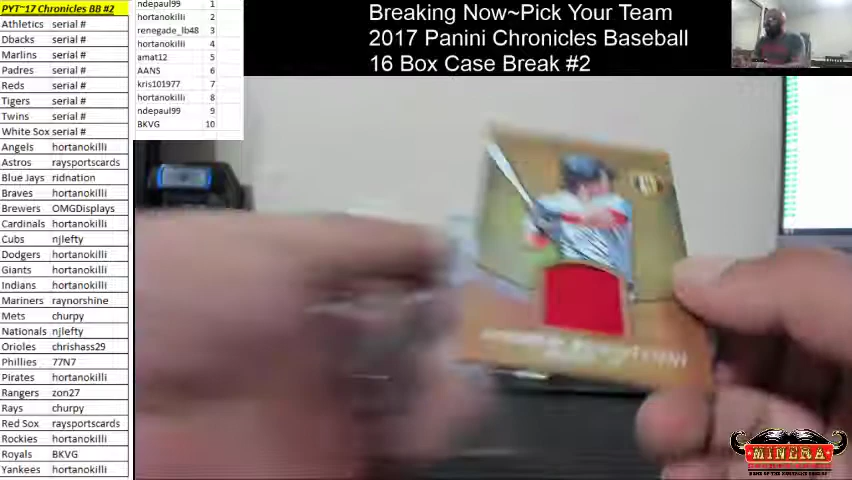 PYT~17 Chronicles BB #2
Athletics serial #
Dbacks serial #
Marlins serial #
Padres serial #
Reds serial #
Tigers serial #
Twins serial #
White Sox serial #
Angels hortanokilli
Astros raysportscards
Blue Jays ridnation
Braves hortanokilli
Brewers OMGDisplays
Cardinals hortanokilli
Cubs njlefty
Dodgers hortanokilli
Giants hortanokilli
Indians hortanokilli
Mariners raynorshine
Mets churpy
Nationals njlefty
Orioles chrishass29
Phillies 77N7
Pirates hortanokilli
Rangers zon27
Rays churpy
Red Sox raysportscards
Rockies hortanokilli
Royals BKVG
Yankees hortanokilli
ndepaul99 1
hortanokilli 2
renegade_lb48 3
hortanokilli 4
amat12 5
AANS 6
kris101977 7
hortanokilli 8
ndepaul99 9
BKVG 10
Breaking Now~Pick Your Team
2017 Panini Chronicles Baseball
16 Box Case Break #2
MINERA